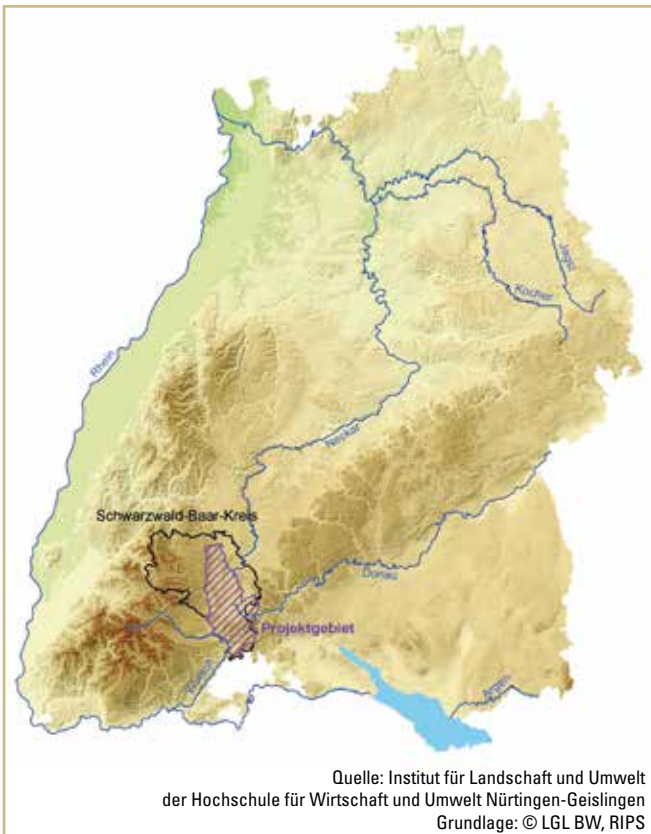 Jagst
Kocher
Rhein
Neckar
Schwarzwald-Baar-Kreis
Donau
Projektgebiet
Wutach
Argen
Quelle: Institut für Landschaft und Umwelt
der Hochschule für Wirtschaft und Umwelt Nürtingen-Geislingen
Grundlage: © LGL BW, RIPS